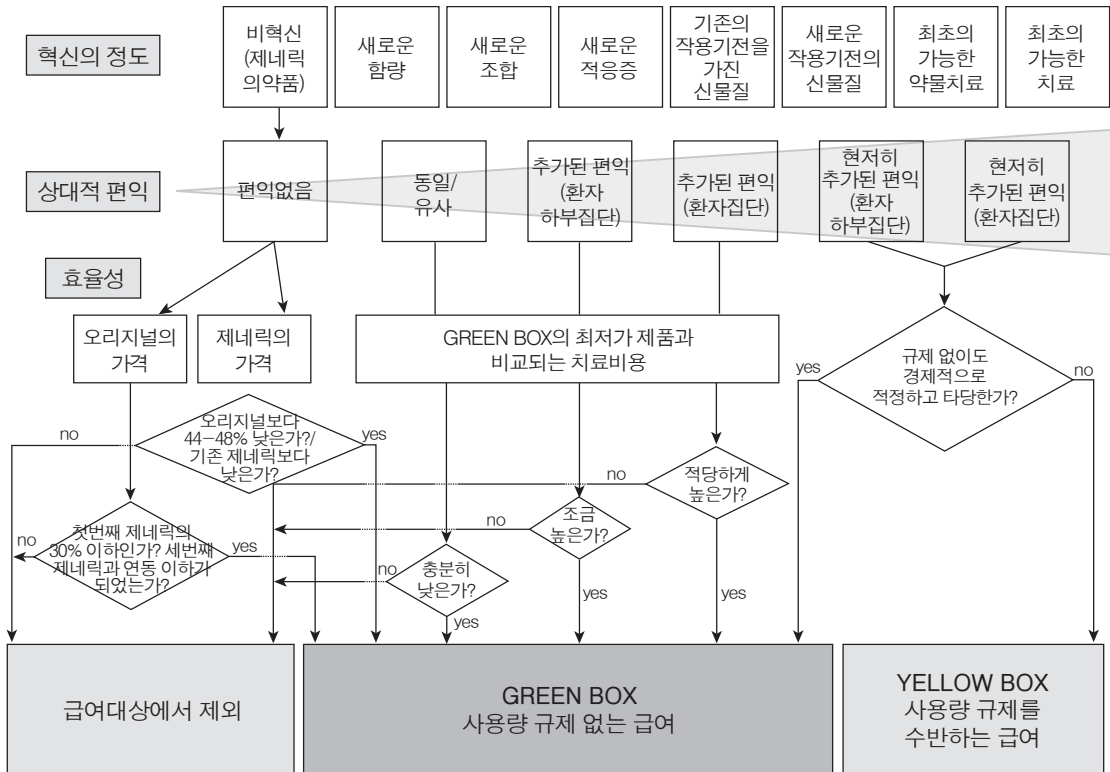 혁신의 정도
비혁신
(제네릭
의약품)
새로운
함량
새로운
조합
새로운
적응증
기존의
작용기전을
가진
신물질
새로운
작용기전의
신물질
최초의
가능한
약물치료
최초의
가능한
치료
상대적 편익
편익없음
동일/
유사
추가된 편익
(환자
하부집단)
추가된 편익
(환자집단)
현저히
추가된 편익
(환자
하부집단)
현저히
추가된 편익
(환자집단)
효율성
오리지널의
가격
제네릭의
가격
GREEN BOX의 최저가 제품과
비교되는 치료비용
yes
규제 없이도
경제적으로
적정하고 타당한가?
no
no
오리지널보다
44–48% 낮은가?/
기존 제네릭보다
낮은가?
yes
no
적당하게
높은가?
no
조금
높은가?
no
첫번째 제네릭의
30% 이하인가? 세번째
제네릭과 연동 이하가
되었는가?
yes
no
충분히
낮은가?
yes
yes
yes
급여대상에서 제외
GREEN BOX
사용량 규제 없는 급여
YELLOW BOX
사용량 규제를
수반하는 급여